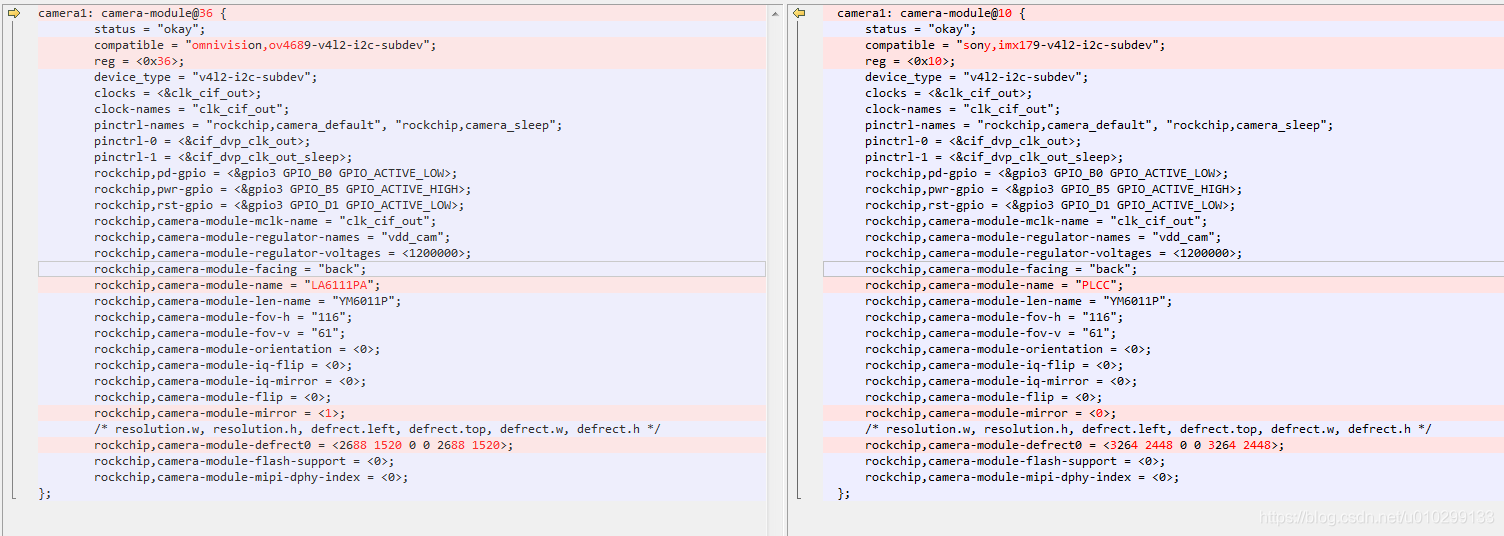 camera1: camera-module@36 {
status = "okay";
compatible = "omnivision,ov4689-v4l2-i2c-subdev";
reg = <0x36>;
device_type = "v4l2-i2c-subdev";
clocks = <&clk_cif_out>;
clock-names = "clk_cif_out";
pinctrl-names = "rockchip,camera_default", "rockchip,camera_sleep";
pinctrl-0 = <&cif_dvp_clk_out>;
pinctrl-1 = <&cif_dvp_clk_out_sleep>;
rockchip,pd-gpio = <&gpio3 GPIO_B0 GPIO_ACTIVE_LOW>;
rockchip,pwr-gpio = <&gpio3 GPIO_B5 GPIO_ACTIVE_HIGH>;
rockchip,rst-gpio = <&gpio3 GPIO_D1 GPIO_ACTIVE_LOW>;
rockchip,camera-module-mclk-name = "clk_cif_out";
rockchip,camera-module-regulator-names = "vdd_cam";
rockchip,camera-module-regulator-voltages = <1200000>;
rockchip,camera-module-facing = "back";
rockchip,camera-module-name = "LA6111PA";
rockchip,camera-module-len-name = "YM6011P";
rockchip,camera-module-fov-h = "116";
rockchip,camera-module-fov-v = "61";
rockchip,camera-module-orientation = <0>;
rockchip,camera-module-iq-flip = <0>;
rockchip,camera-module-iq-mirror = <0>;
rockchip,camera-module-flip = <0>;
rockchip,camera-module-mirror = <1>;
/* resolution.w, resolution.h, defrect.left, defrect.top, defrect.w, defrect.h */
rockchip,camera-module-defrect0 = <2688 1520 0 0 2688 1520>;
rockchip,camera-module-flash-support = <0>;
rockchip,camera-module-mipi-dphy-index = <0>;
};
camera1: camera-module@10 {
status = "okay";
compatible = "sony,imx179-v4l2-i2c-subdev";
reg = <0x10>;
device_type = "v4l2-i2c-subdev";
clocks = <&clk_cif_out>;
clock-names = "clk_cif_out";
pinctrl-names = "rockchip,camera_default", "rockchip,camera_sleep";
pinctrl-0 = <&cif_dvp_clk_out>;
pinctrl-1 = <&cif_dvp_clk_out_sleep>;
rockchip,pd-gpio = <&gpio3 GPIO_B0 GPIO_ACTIVE_LOW>;
rockchip,pwr-gpio = <&gpio3 GPIO_B5 GPIO_ACTIVE_HIGH>;
rockchip,rst-gpio = <&gpio3 GPIO_D1 GPIO_ACTIVE_LOW>;
rockchip,camera-module-mclk-name = "clk_cif_out";
rockchip,camera-module-regulator-names = "vdd_cam";
rockchip,camera-module-regulator-voltages = <1200000>;
rockchip,camera-module-facing = "back";
rockchip,camera-module-name = "PLCC";
rockchip,camera-module-len-name = "YM6011P";
rockchip,camera-module-fov-h = "116";
rockchip,camera-module-fov-v = "61";
rockchip,camera-module-orientation = <0>;
rockchip,camera-module-iq-flip = <0>;
rockchip,camera-module-iq-mirror = <0>;
rockchip,camera-module-flip = <0>;
rockchip,camera-module-mirror = <0>;
/* resolution.w, resolution.h, defrect.left, defrect.top, defrect.w, defrect.h */
rockchip,camera-module-defrect0 = <3264 2448 0 0 3264 2448>;
rockchip,camera-module-flash-support = <0>;
rockchip,camera-module-mipi-dphy-index = <0>;
};
https://blog.csdn.net/u010299133